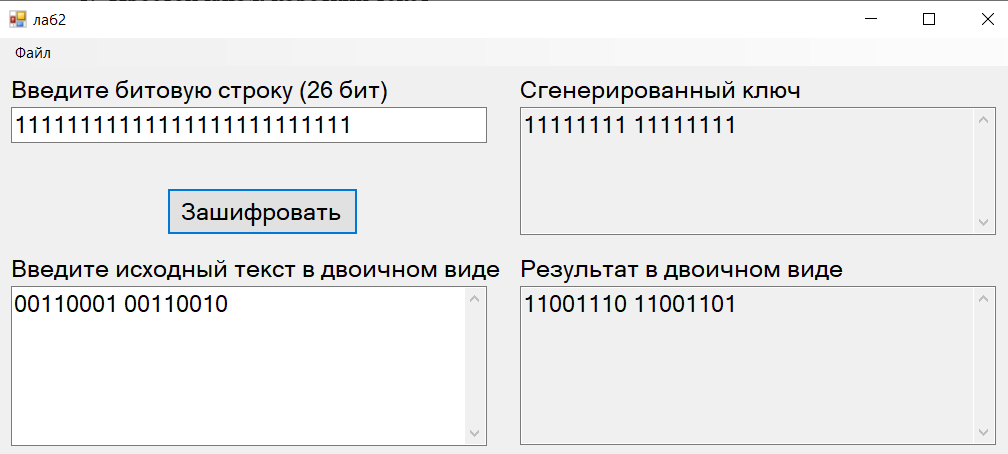 лаб2
Файл
Введите битовую строку (26 бит)
11111111111111111111111111
Зашифровать
Введите исходный текст в двоичном виде
00110001 00110010
Сгенерированный ключ
11111111 11111111
Результат в двоичном виде
11001110 11001101